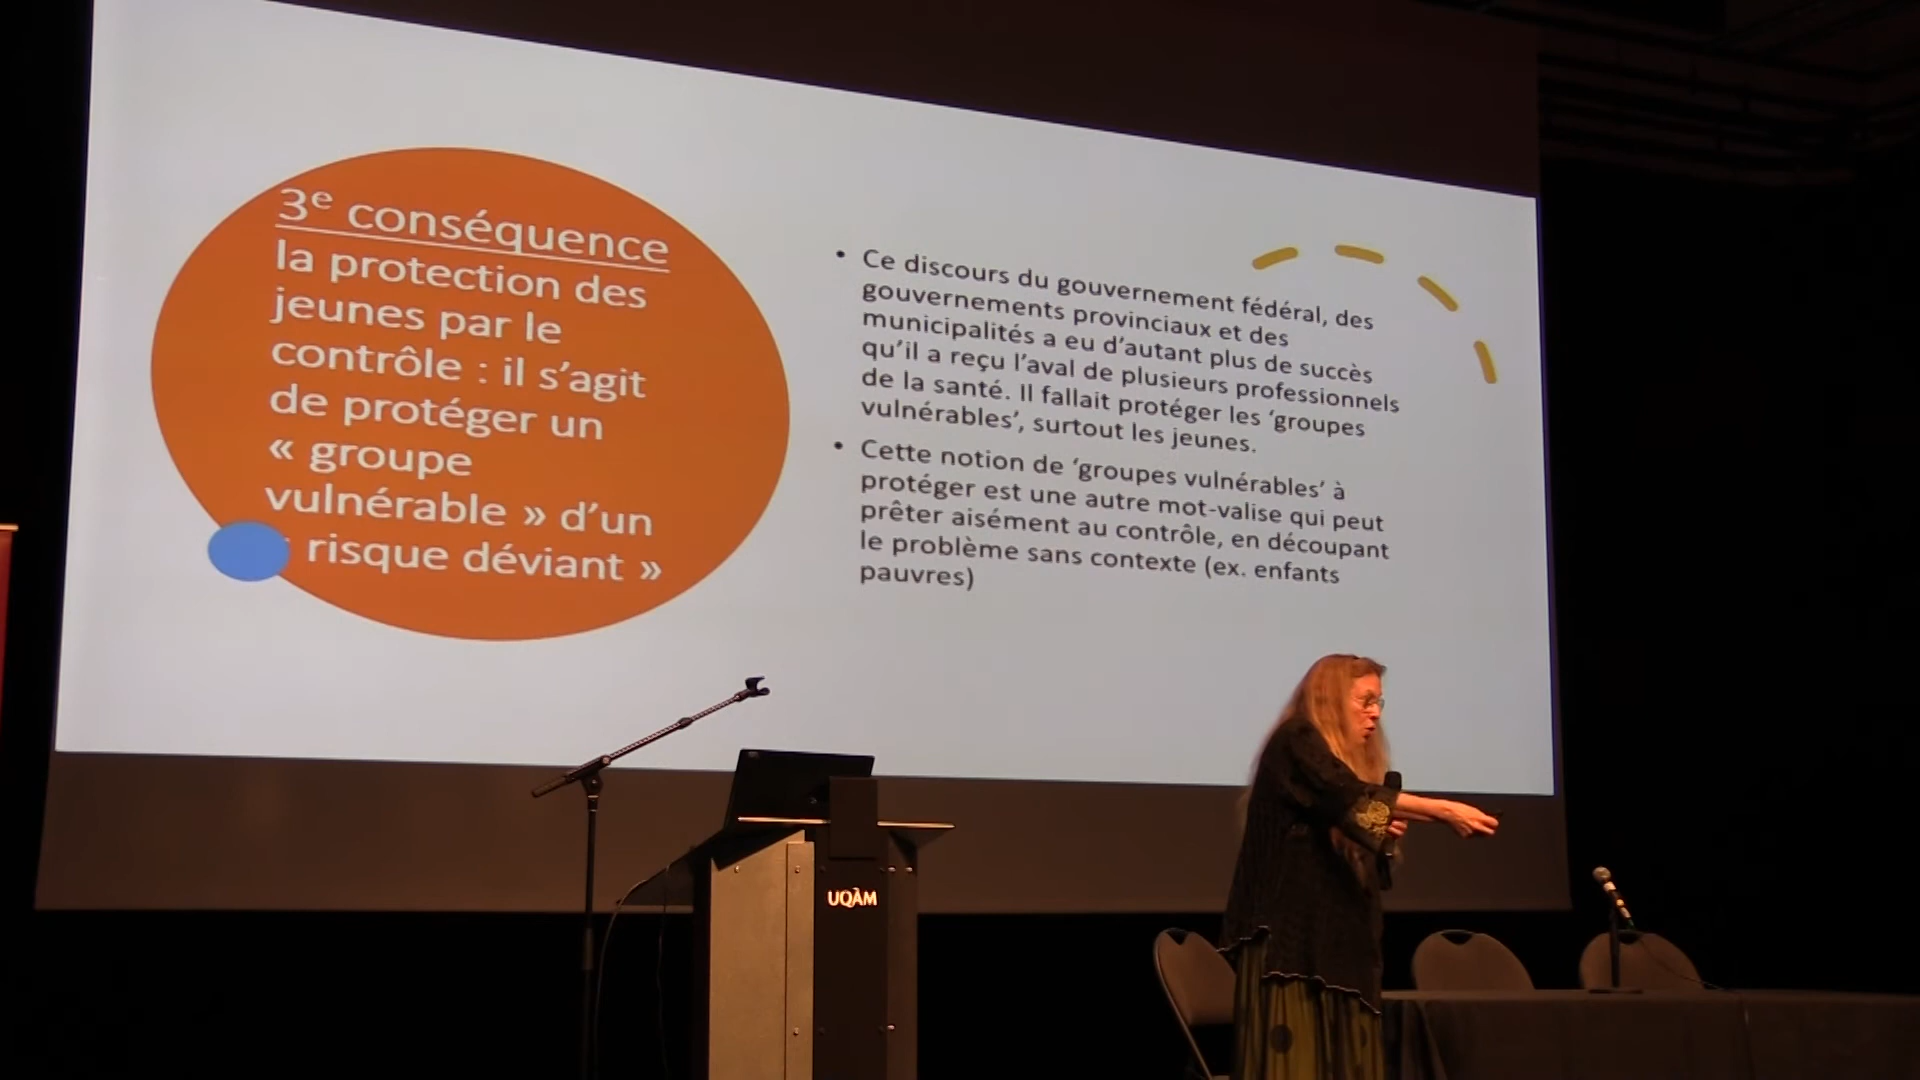 3e conséquence
la protection des
jeunes par le
contrôle : il s’agit
de protéger un
« groupe
vulnérable » d’un
risque déviant »
• Ce discours du gouvernement fédéral, des
gouvernements provinciaux et des
municipalités a eu d’autant plus de succès
qu’il a reçu l’aval de plusieurs professionnels
de la santé. Il fallait protéger les ‘groupes
vulnérables’, surtout les jeunes.
• Cette notion de ‘groupes vulnérables’ à
protéger est une autre mot-valise qui peut
prêter aisément au contrôle, en découpant
le problème sans contexte (ex. enfants
pauvres)
UQÀM